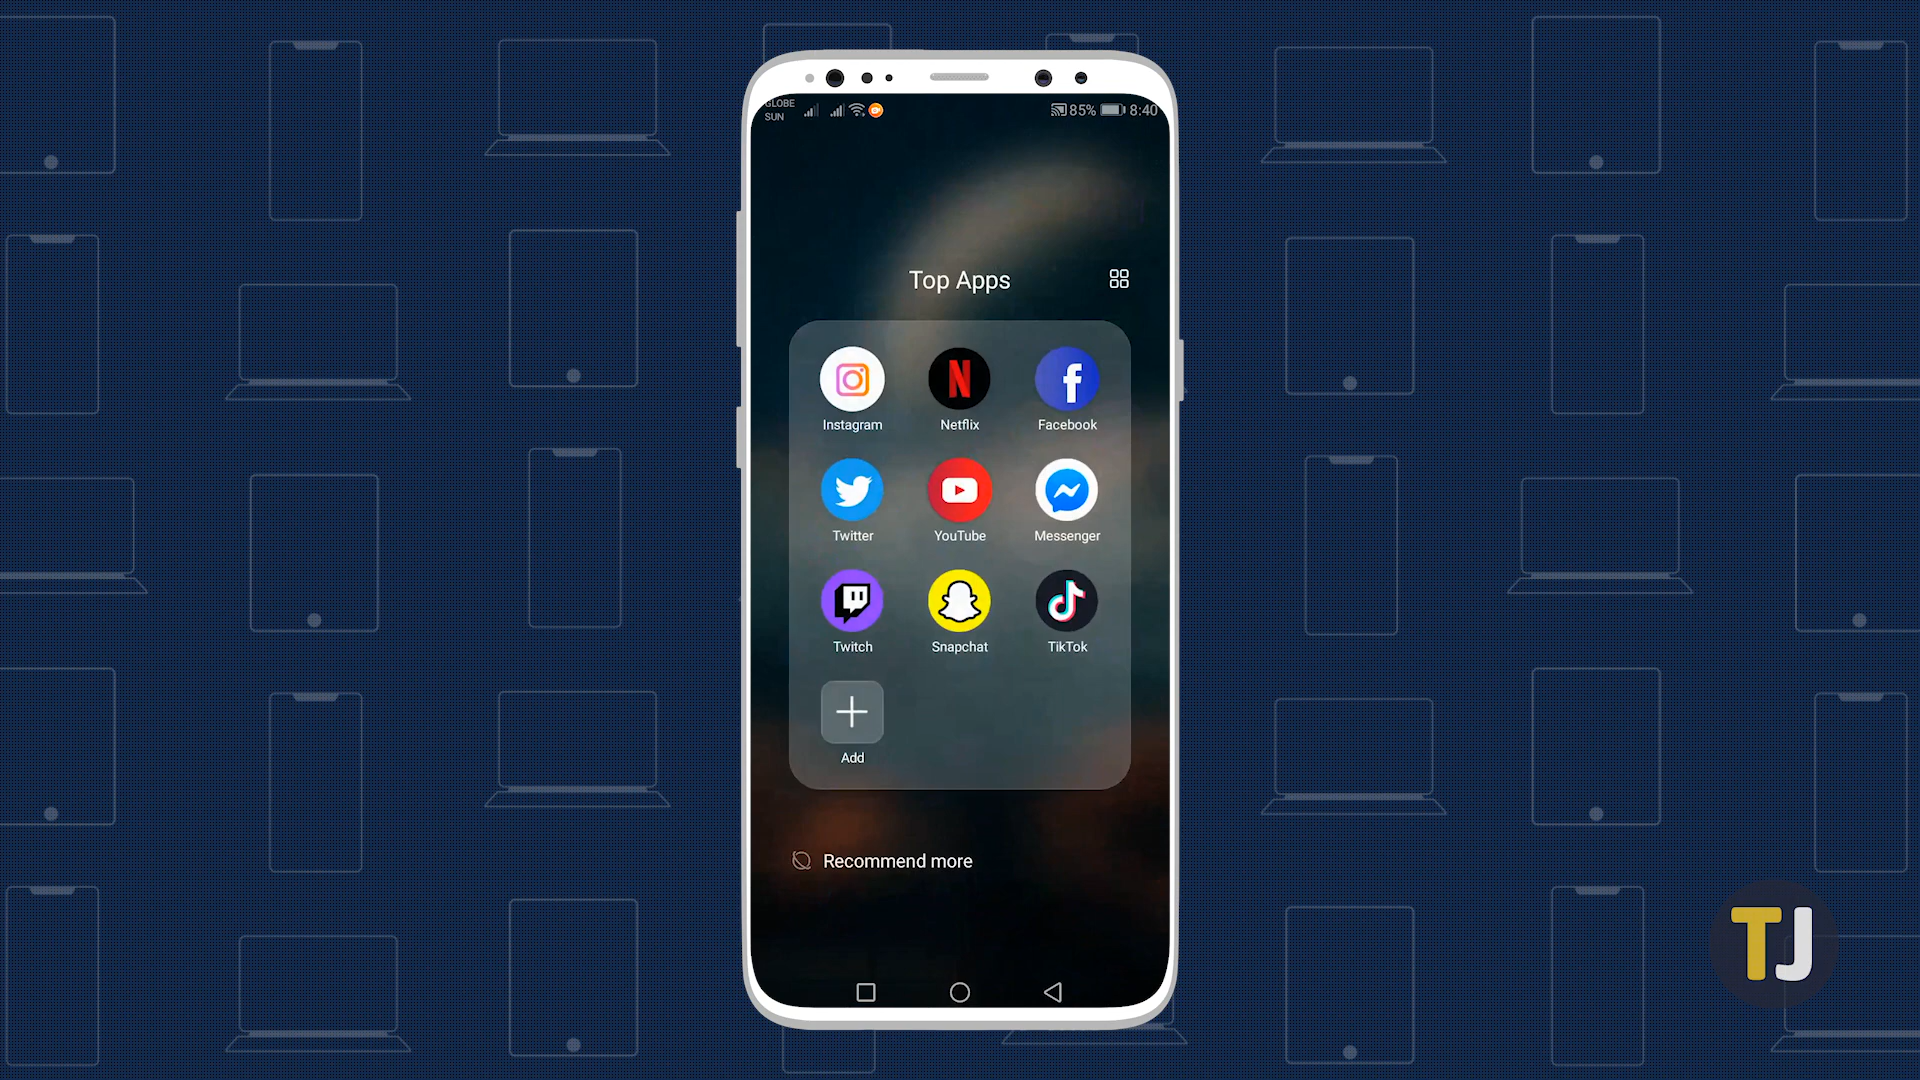 GLOBE
SUN
85%
8:40
Top Apps
N
f
Instagram Netflix Facebook
Twitter YouTube Messenger
Twitch Snapchat TikTok
Add
Recommend more
TJ